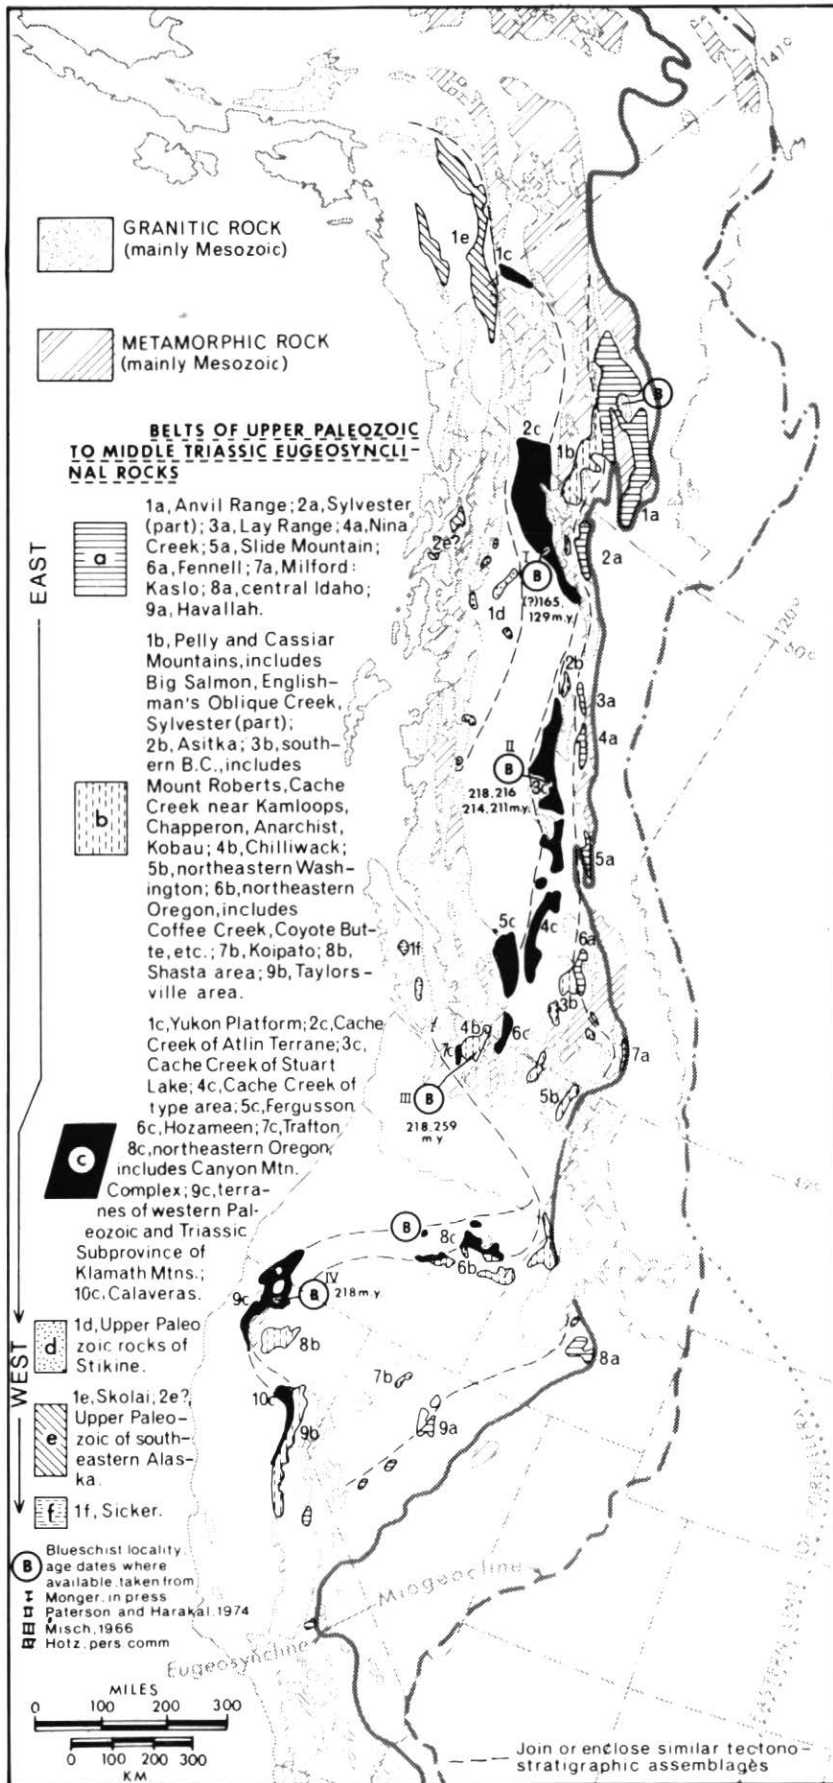 GRANITIC ROCK
(mainly Mesozoic)
METAMORPHIC ROCK
(mainly Mesozoic)
BELTS OF UPPER PALEOZOIC
TO MIDDLE TRIASSIC EUGEOSYNCLI-
NAL ROCKS
EAST
a
1a, Anvil Range; 2a, Sylvester
(part); 3a, Lay Range; 4a, Nina
Creek; 5a, Slide Mountain;
6a, Fennell; 7a, Milford:
Kaslo; 8a, central Idaho;
9a, Havallah.
b
1b, Pelly and Cassiar
Mountains, includes
Big Salmon, English-
man's Oblique Creek,
Sylvester (part);
2b, Asitka; 3b, south-
ern B.C., includes
Mount Roberts, Cache
Creek near Kamloops,
Chapperon, Anarchist,
Kobau; 4b, Chilliwack;
5b, northeastern Wash-
ington; 6b, northeastern
Oregon, includes
Coffee Creek, Coyote But-
te, etc.; 7b, Koipato; 8b,
Shasta area; 9b, Taylors-
ville area.
c
1c, Yukon Platform; 2c, Cache
Creek of Atlin Terrane; 3c,
Cache Creek of Stuart
Lake; 4c, Cache Creek of
type area; 5c, Fergusson
6c, Hozameen; 7c, Trafton
8c, northeastern Oregon,
includes Canyon Mtn.
Complex; 9c, terra-
nes of western Pal-
eozoic and Triassic
Subprovince of
Klamath Mtns.;
10c, Calaveras.
WEST
d
1d, Upper Paleo
zoic rocks of
Stikine.
e
1e, Skolai, 2e?,
Upper Paleo-
zoic of south-
eastern Alas-
ka.
f
1f, Sicker.
B
Blueschist locality.
age dates where
available, taken from
I Monger, in press
II Paterson and Harakal, 1974
III Misch, 1966
IV Hotz, pers. comm
MILES
0 100 200 300
0 100 200 300
KM
Join or enclose similar tectono-
stratigraphic assemblages
141°
1e
1c
B
2c
1b
1a
2e
2a
I
B
(?)165,
129 m.y.
1d
120°
60°
2b
3a
4a
II
B
3c
218, 216
214, 211 m.y.
5a
5c
4c
6a
1f
3b
4b
6c
7c
7a
III
B
218, 259
m y
5b
B
8c
6b
IV
9c
B
218 m.y.
8b
8a
7b
10c
9b
9a
Miogeocline
Eugeosyncline
EASTERN LIMIT OF CORDILLERA